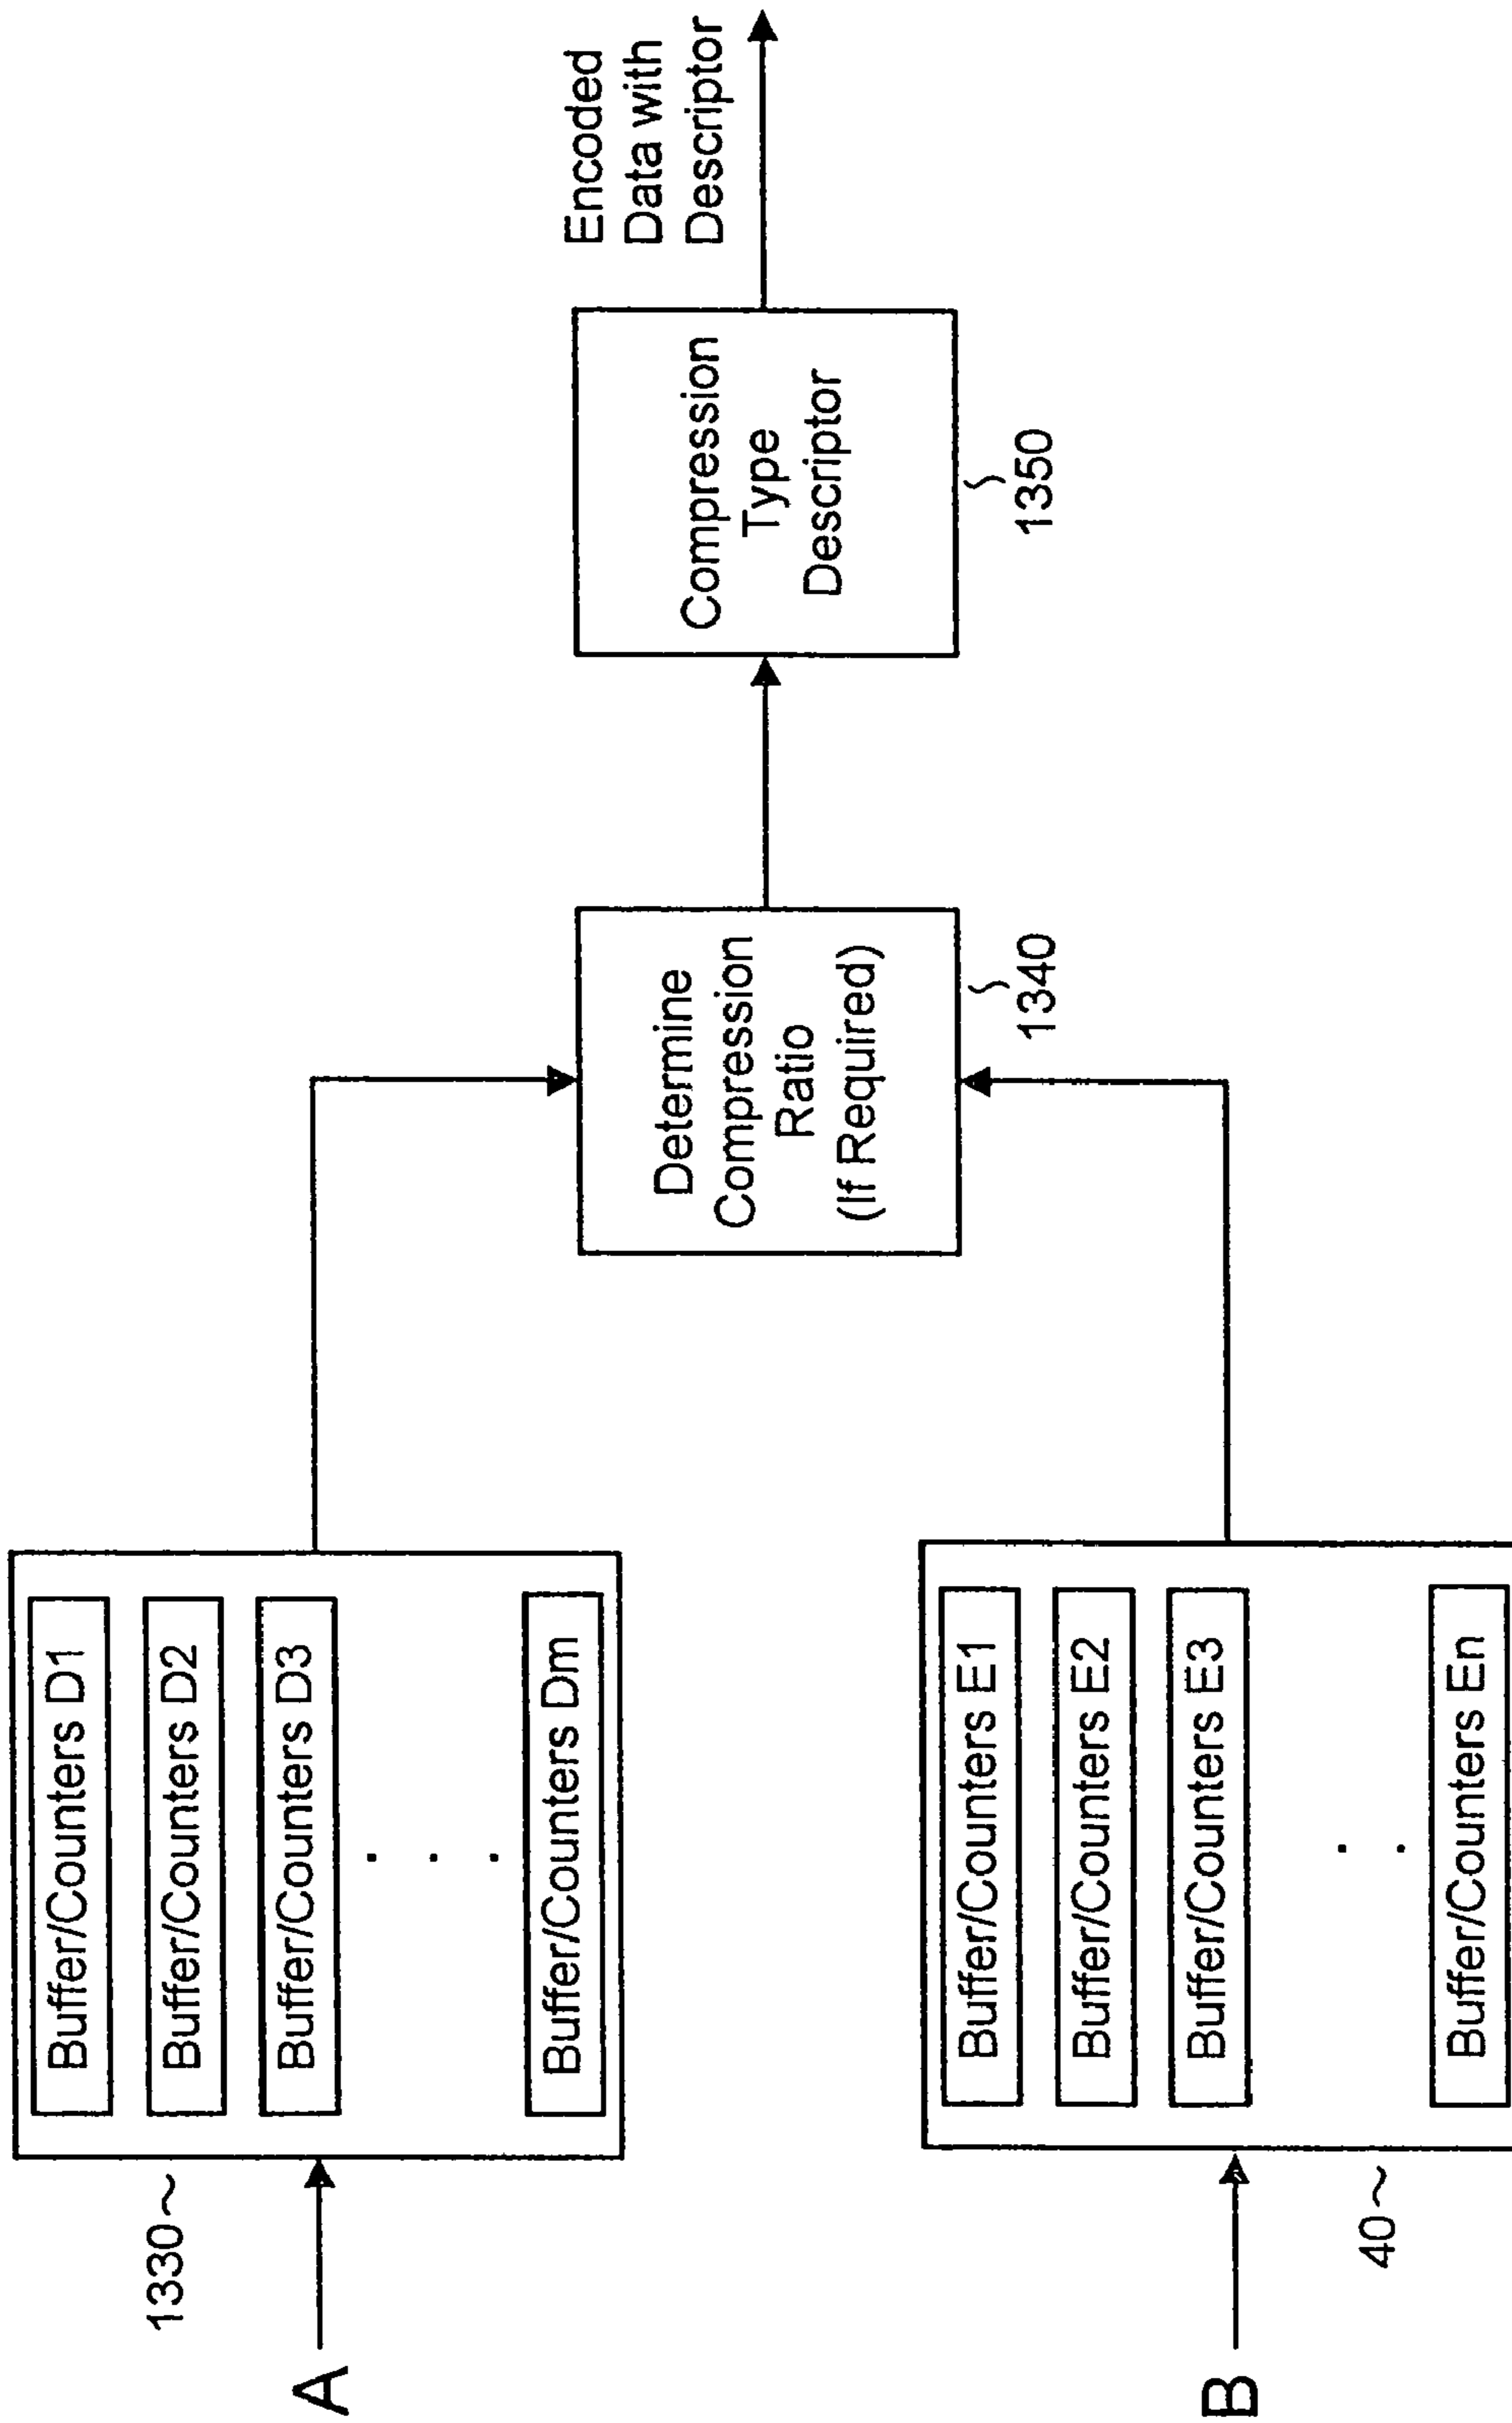 A
1330
Buffer/Counters D1
Buffer/Counters D2
Buffer/Counters D3
. . .
Buffer/Counters Dm
B
40
Buffer/Counters E1
Buffer/Counters E2
Buffer/Counters E3
. .
Buffer/Counters En
Determine
Compression
Ratio
(If Required)
1340
Compression
Type
Descriptor
1350
Encoded
Data with
Descriptor